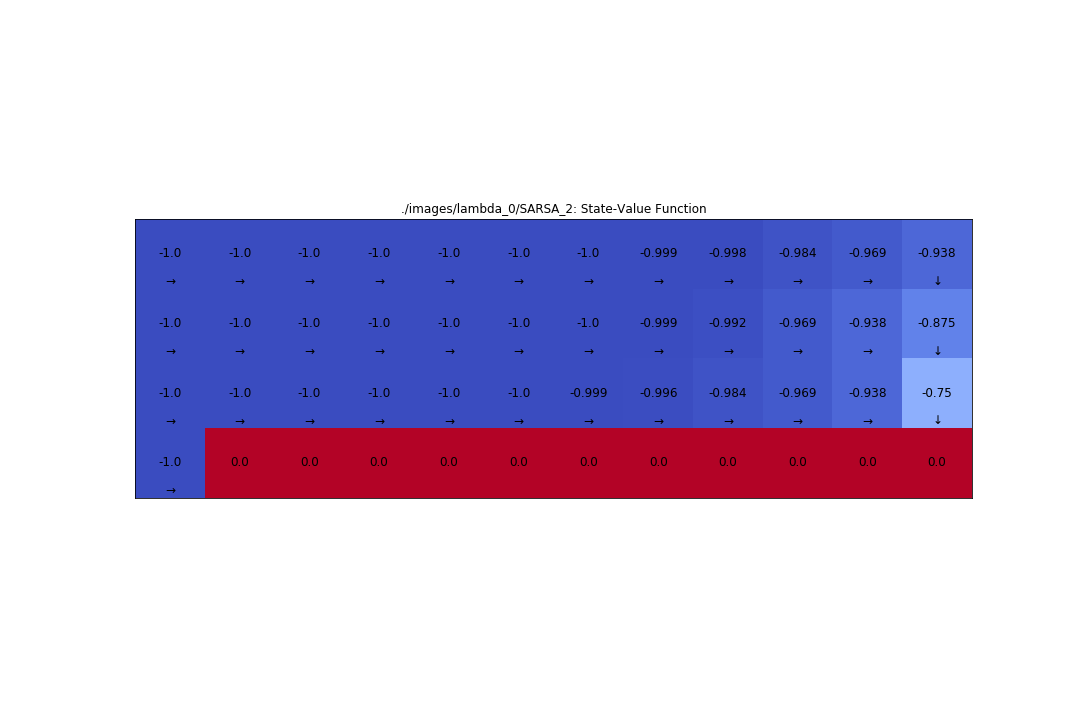 ./images/lambda_0/SARSA_2: State-Value Function
-1.0 -1.0 -1.0 -1.0 -1.0 -1.0 -1.0 -0.999 -0.998 -0.984 -0.969 -0.938
→ → → → → → → → → → → ↓
-1.0 -1.0 -1.0 -1.0 -1.0 -1.0 -1.0 -0.999 -0.992 -0.969 -0.938 -0.875
→ → → → → → → → → → → ↓
-1.0 -1.0 -1.0 -1.0 -1.0 -1.0 -0.999 -0.996 -0.984 -0.969 -0.938 -0.75
→ → → → → → → → → → → ↓
-1.0 0.0 0.0 0.0 0.0 0.0 0.0 0.0 0.0 0.0 0.0 0.0
→